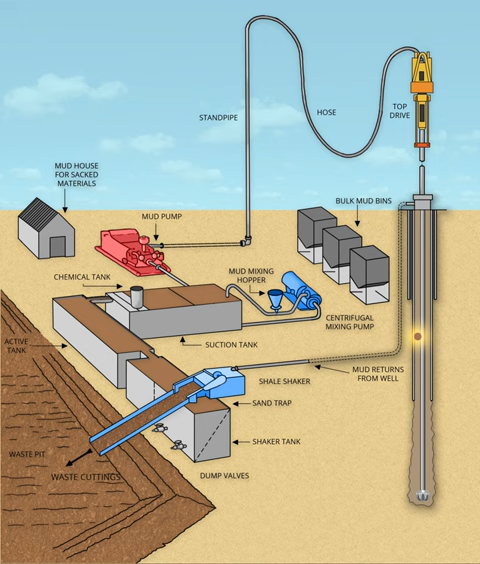 STANDPIPE
HOSE
TOP
DRIVE
MUD HOUSE
FOR SACKED
MATERIALS
BULK MUD BINS
MUD PUMP
CHEMICAL TANK
MUD MIXING
HOPPER
CENTRIFUGAL
MIXING PUMP
ACTIVE
TANK
SUCTION TANK
MUD RETURNS
FROM WELL
SHALE SHAKER
SAND TRAP
SHAKER TANK
WASTE PIT
WASTE CUTTINGS
DUMP VALVES